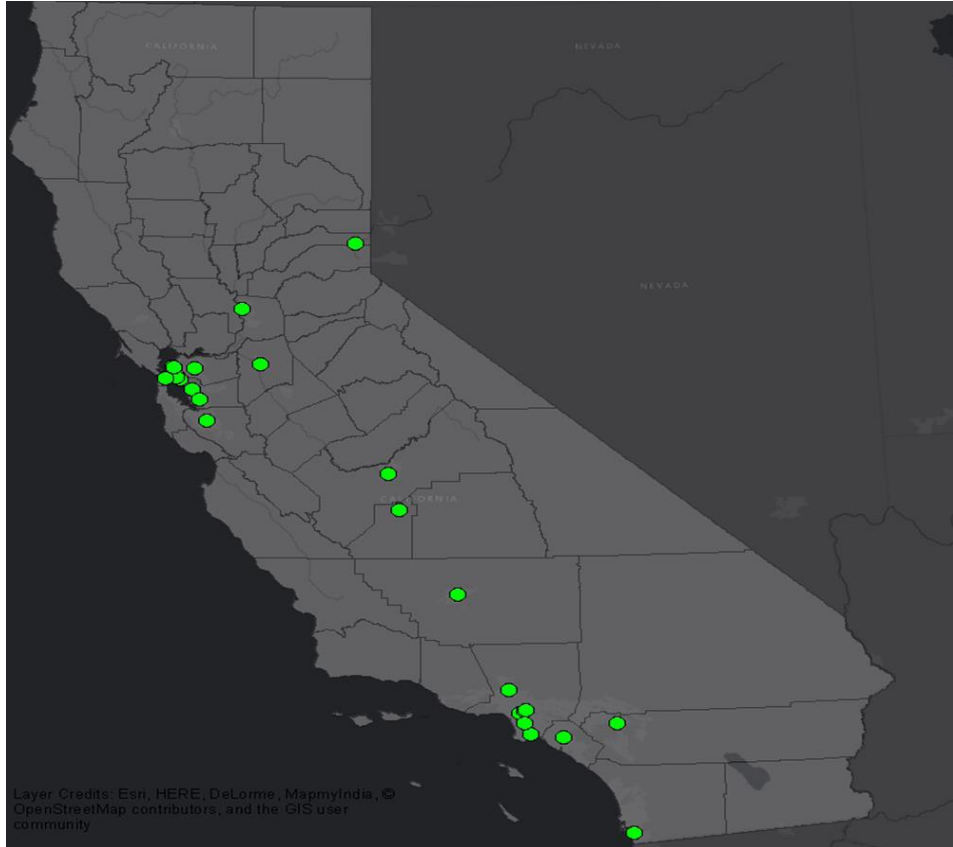 CALIFORNIA
NEVADA
NEVADA
CALIFORNIA
Layer Credits: Esri, HERE, DeLorme, MapmyIndia, ©
OpenStreetMap contributors, and the GIS user
community